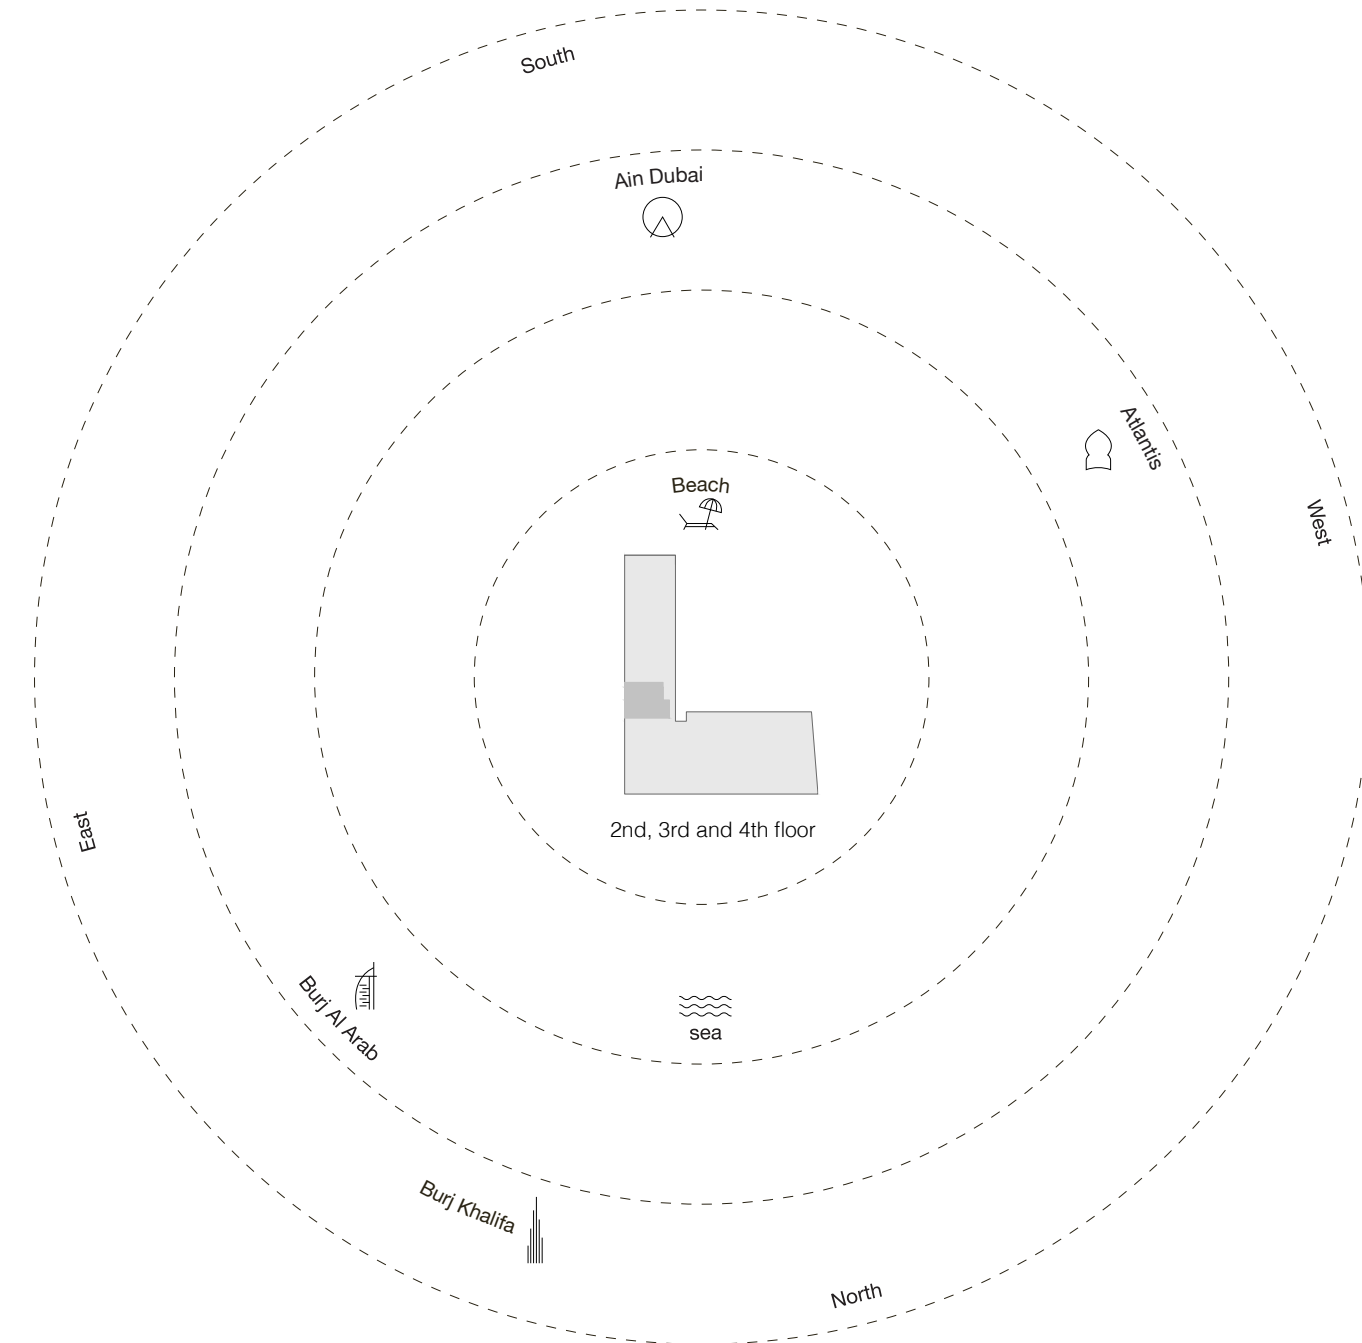 South
Ain Dubai
Atlantis
Beach
West
2nd, 3rd and 4th floor
East
Burj Al Arab
sea
Burj Khalifa
North